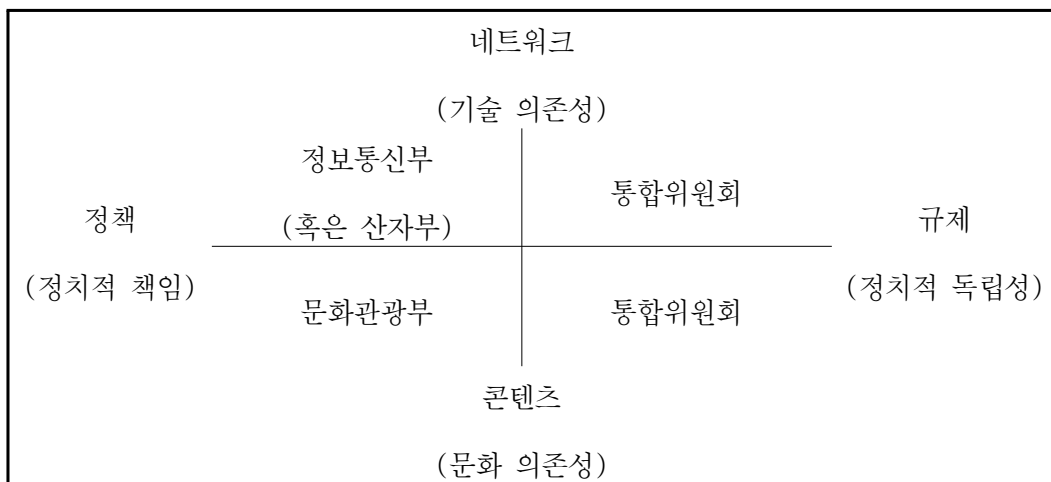 네트워크
(기술 의존성)
정보통신부
통합위원회
정책
(혹은 산자부)
규제
(정치적 책임)
(정치적 독립성)
문화관광부
통합위원회
콘텐츠
(문화 의존성)